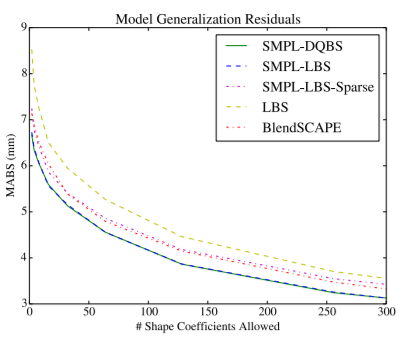 Model Generalization Residuals
9
8
7
6
5
4
3
MABS (mm)
SMPL-DQBS
SMPL-LBS
SMPL-LBS-Sparse
LBS
BlendSCAPE
0
50
100
150
200
250
300
# Shape Coefficients Allowed